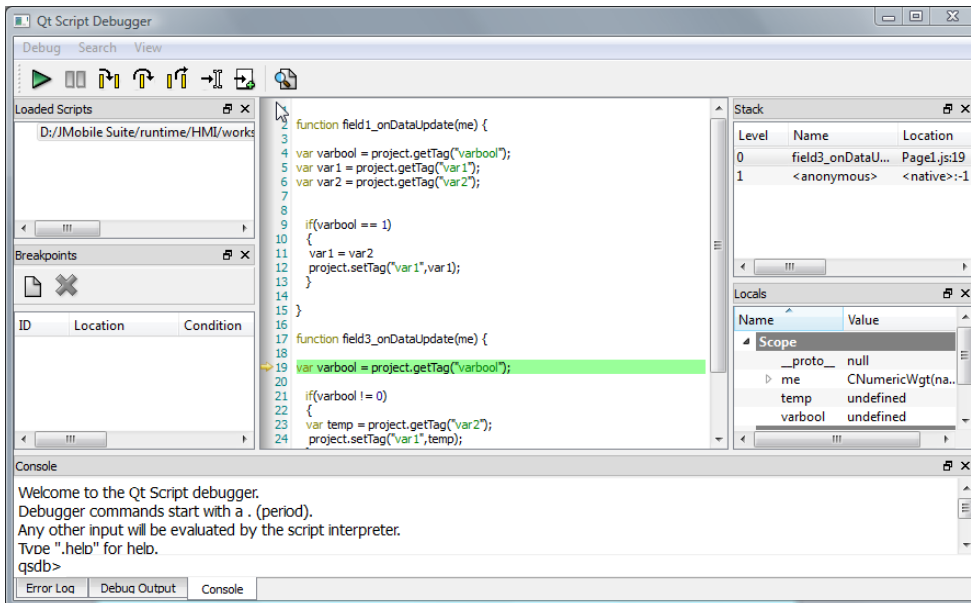 Qt Script Debugger
Debug Search View
Loaded Scripts
D:/JMobile Suite/runtime/HMI/works
Breakpoints
ID Location Condition
1
2 function field1_onDataUpdate(me) {
3
4 var varbool = project.getTag("varbool");
5 var var1 = project.getTag("var1");
6 var var2 = project.getTag("var2");
7
8
9 if(varbool == 1)
10 {
11 var1 = var2
12 project.setTag("var1",var1);
13 }
14
15 }
16
17 function field3_onDataUpdate(me) {
18
19 var varbool = project.getTag("varbool");
20
21 if(varbool != 0)
22 {
23 var temp = project.getTag("var2");
24 project.setTag("var1",temp);
Stack
Level Name Location
0 field3_onDataU... Page1.js:19
1 <anonymous> <native>:-1
Locals
Name Value
Scope
__proto__ null
me CNumericWgt(na...
temp undefined
varbool undefined
Console
Welcome to the Qt Script debugger.
Debugger commands start with a . (period).
Any other input will be evaluated by the script interpreter.
Type ".help" for help.
qsdb>
Error Log Debug Output Console